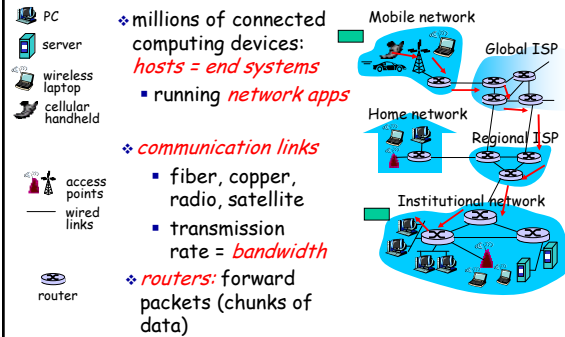 PC
server
wireless
laptop
cellular
handheld
access
points
wired
links
router
❖ millions of connected
computing devices:
hosts = end systems
▪ running network apps
❖ communication links
▪ fiber, copper,
radio, satellite
▪ transmission
rate = bandwidth
❖ routers: forward
packets (chunks of
data)
Mobile network
Global ISP
Home network
Regional ISP
Institutional network